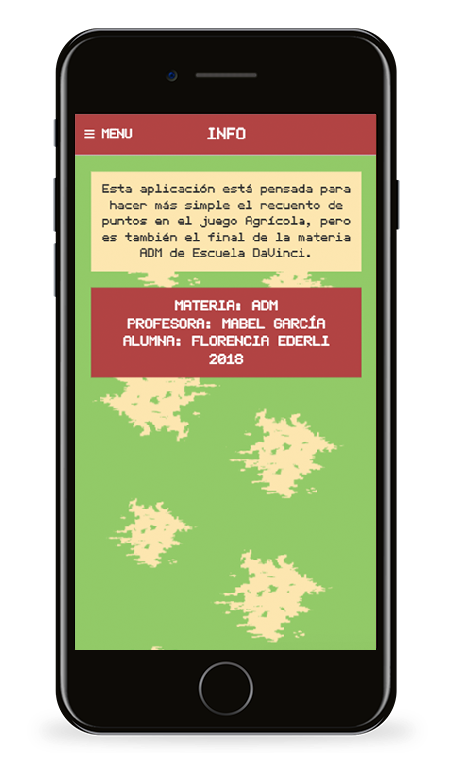 ≡ MENU INFO
Esta aplicación está pensada para
hacer más simple el recuento de
puntos en el juego Agrícola, pero
es también el final de la materia
ADM de Escuela DaVinci.
MATERIA: ADM
PROFESORA: MABEL GARCÍA
ALUMNA: FLORENCIA EDERLI
2018